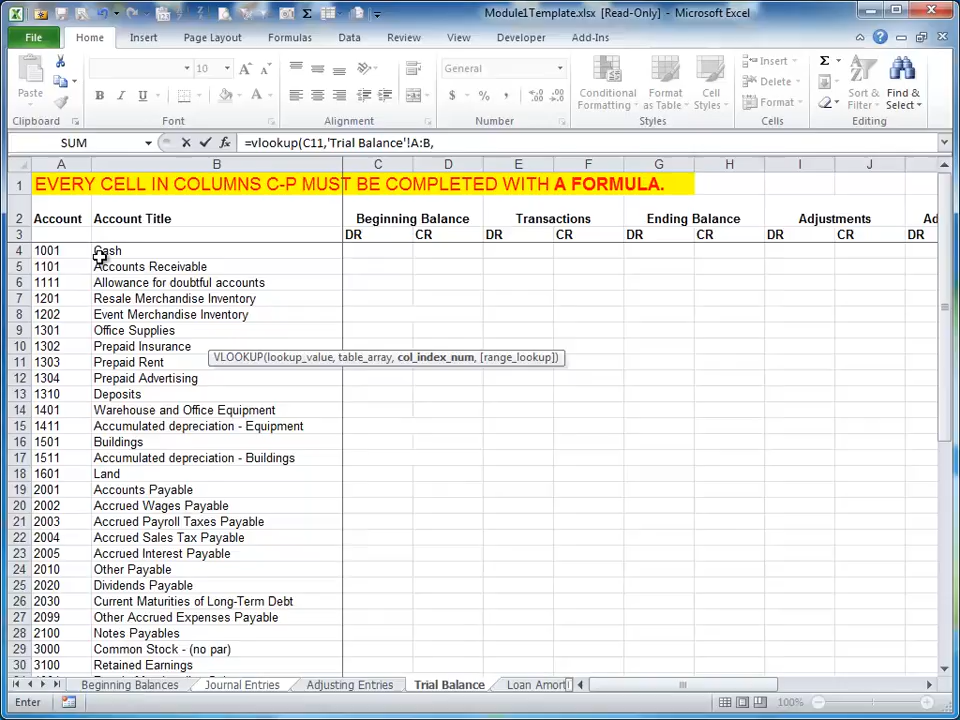 Module1Template.xlsx [Read-Only] - Microsoft Excel
File Home Insert Page Layout Formulas Data Review View Developer Add-Ins
Paste
10
General
Conditional Formatting
Format as Table
Cell Styles
Insert
Delete
Format
Sort & Filter
Find & Select
Clipboard Font Alignment Number Styles Cells Editing
SUM =vlookup(C11,'Trial Balance'!A:B,
A B C D E F G H I J
1 EVERY CELL IN COLUMNS C-P MUST BE COMPLETED WITH A FORMULA.
2 Account Account Title Beginning Balance Transactions Ending Balance Adjustments Ad
3 DR CR DR CR DR CR DR CR DR
4 1001 Cash
5 1101 Accounts Receivable
6 1111 Allowance for doubtful accounts
7 1201 Resale Merchandise Inventory
8 1202 Event Merchandise Inventory
9 1301 Office Supplies
10 1302 Prepaid Insurance
VLOOKUP(lookup_value, table_array, col_index_num, [range_lookup])
11 1303 Prepaid Rent
12 1304 Prepaid Advertising
13 1310 Deposits
14 1401 Warehouse and Office Equipment
15 1411 Accumulated depreciation - Equipment
16 1501 Buildings
17 1511 Accumulated depreciation - Buildings
18 1601 Land
19 2001 Accounts Payable
20 2002 Accrued Wages Payable
21 2003 Accrued Payroll Taxes Payable
22 2004 Accrued Sales Tax Payable
23 2005 Accrued Interest Payable
24 2010 Other Payable
25 2020 Dividends Payable
26 2030 Current Maturities of Long-Term Debt
27 2099 Other Accrued Expenses Payable
28 2100 Notes Payables
29 3000 Common Stock - (no par)
30 3100 Retained Earnings
Beginning Balances Journal Entries Adjusting Entries Trial Balance Loan Amorti
Enter 100%